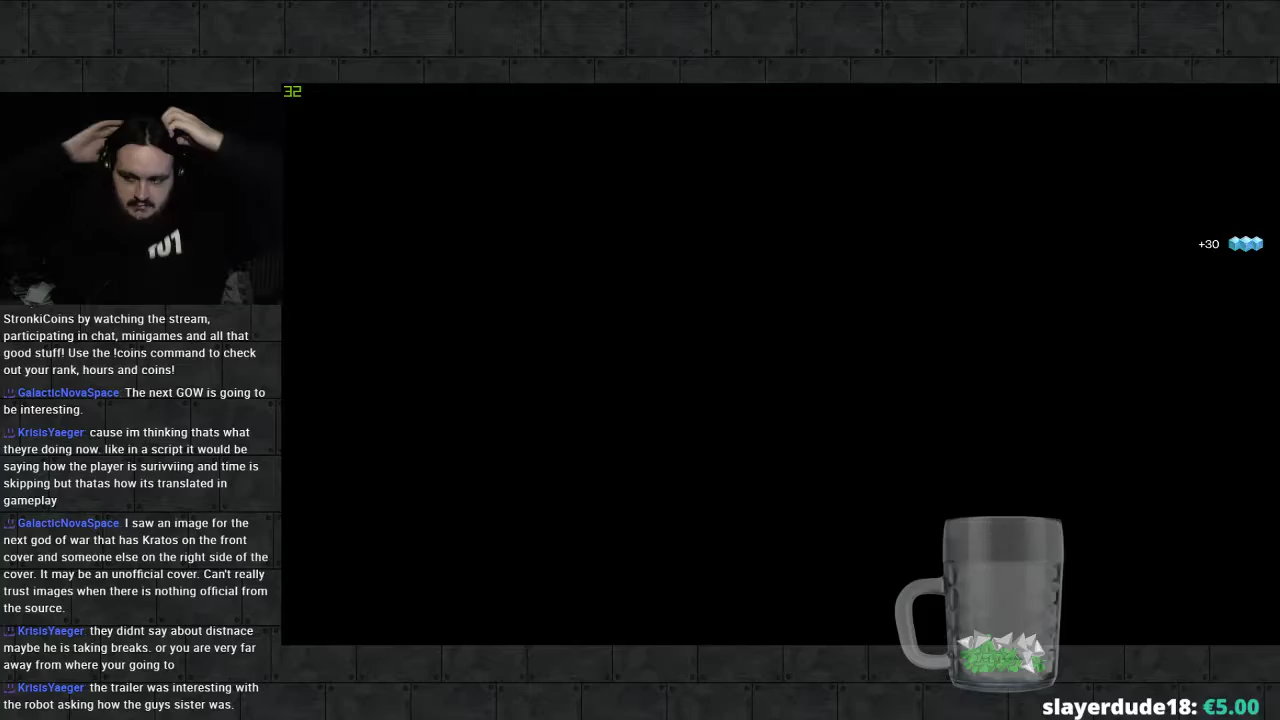 32
+30
StronkiCoins by watching the stream,
participating in chat, minigames and all that
good stuff! Use the !coins command to check
out your rank, hours and coins!
GalacticNovaSpace: The next GOW is going to
be interesting.
KrisisYaeger: cause im thinking thats what
theyre doing now. like in a script it would be
saying how the player is surivviing and time is
skipping but thatas how its translated in
gameplay
GalacticNovaSpace: I saw an image for the
next god of war that has Kratos on the front
cover and someone else on the right side of the
cover. It may be an unofficial cover. Can't really
trust images when there is nothing official from
the source.
KrisisYaeger: they didnt say about distnace
maybe he is taking breaks. or you are very far
away from where your going to
KrisisYaeger: the trailer was interesting with
the robot asking how the guys sister was.
slayerdude18: €5.00